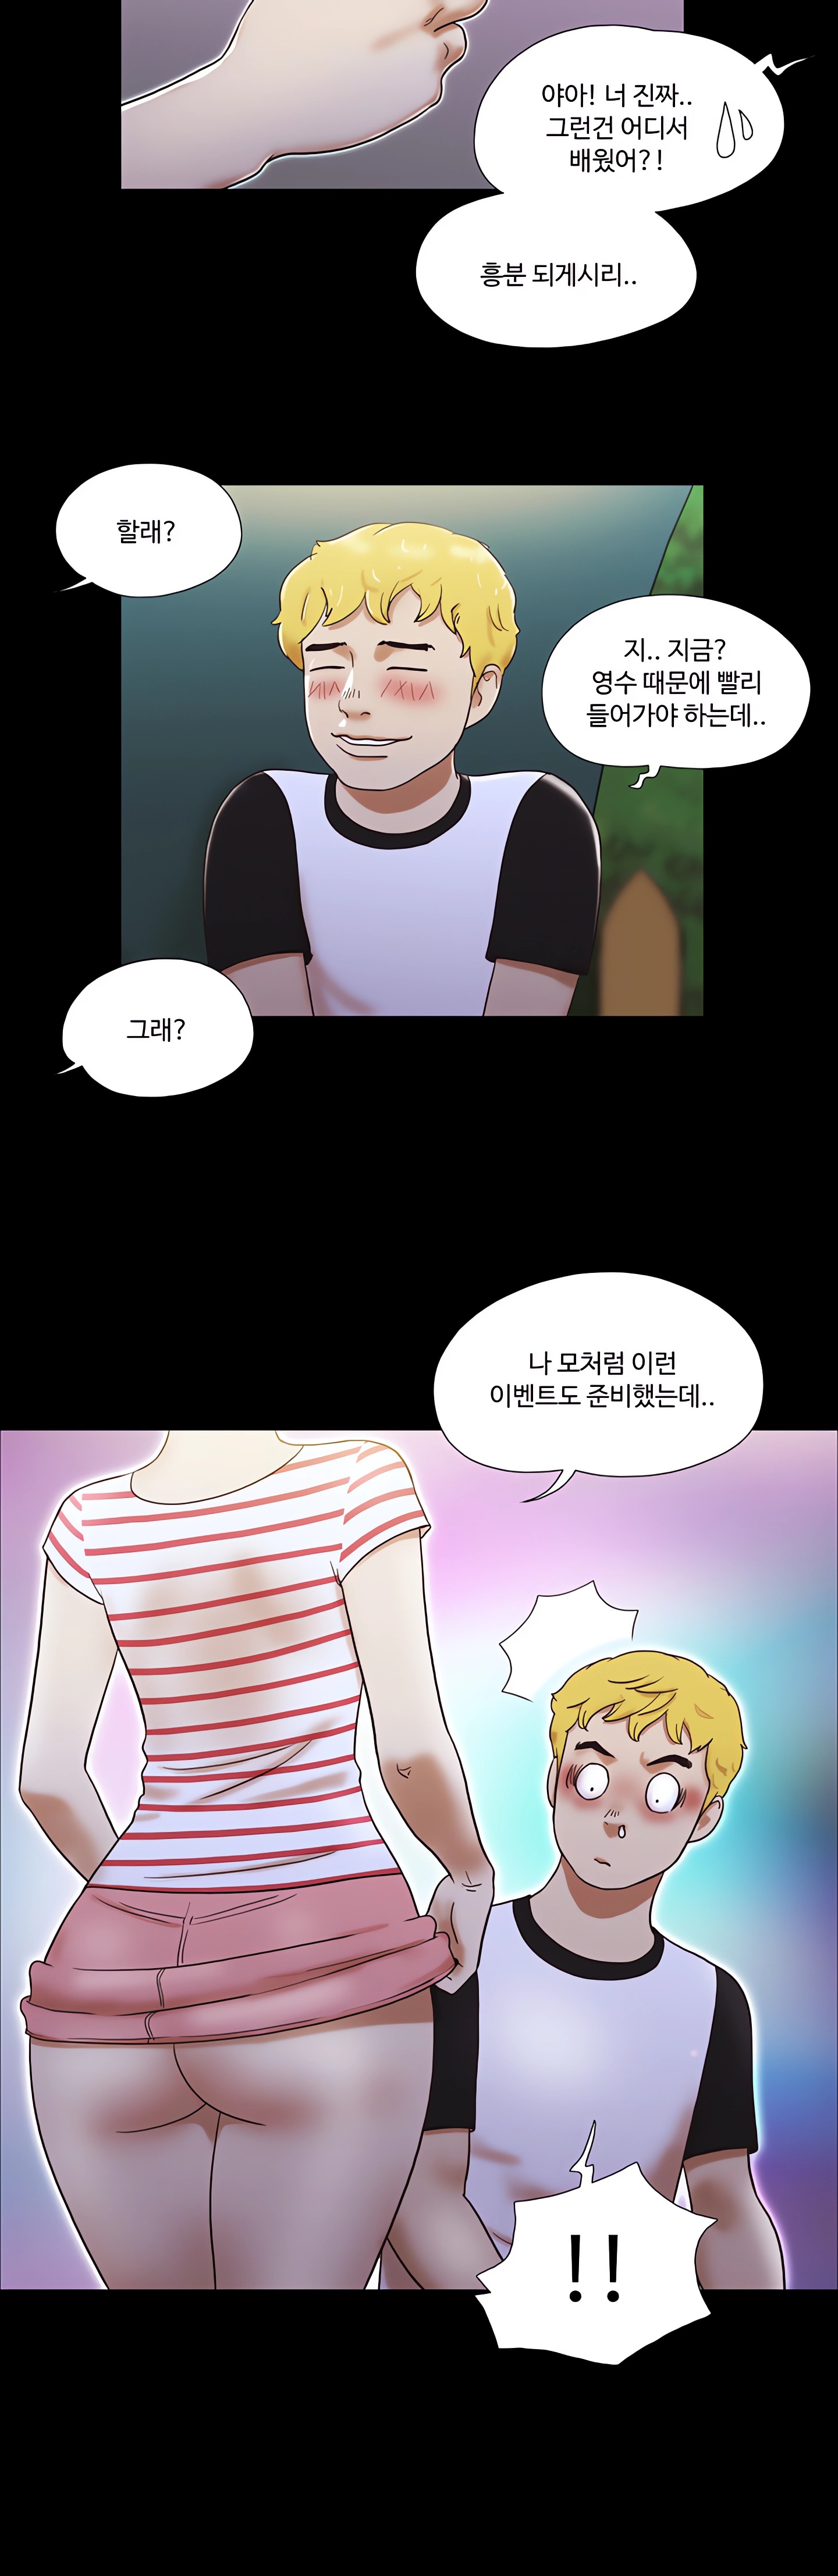 야아! 너 진짜..
그런건 어디서
배웠어?!
흥분 되게시리..
할래?
지.. 지금?
영수 때문에 빨리
들어가야 하는데..
그래?
나 모처럼 이런
이벤트도 준비했는데..
!!